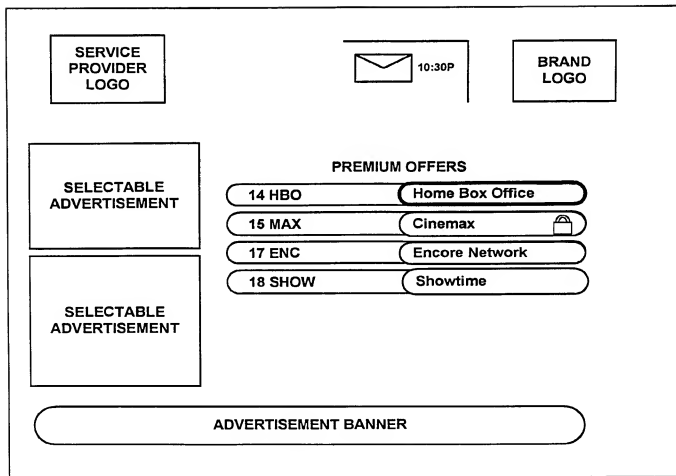 SERVICE
PROVIDER
LOGO
10:30P
BRAND
LOGO
SELECTABLE
ADVERTISEMENT
PREMIUM OFFERS
14 HBO Home Box Office
15 MAX Cinemax
17 ENC Encore Network
18 SHOW Showtime
SELECTABLE
ADVERTISEMENT
ADVERTISEMENT BANNER